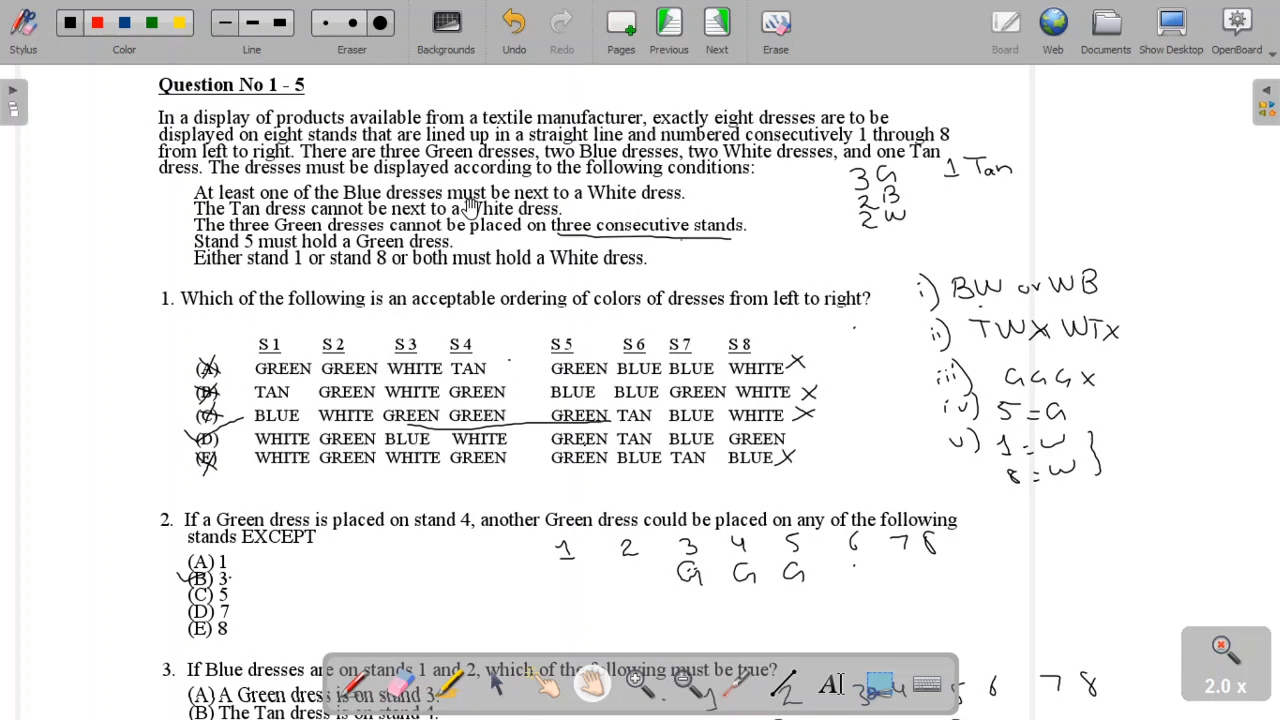 Stylus Color Line Eraser Backgrounds Undo Redo Pages Previous Next Erase Board Web Documents Show Desktop OpenBoard
Question No 1 - 5
In a display of products available from a textile manufacturer, exactly eight dresses are to be
displayed on eight stands that are lined up in a straight line and numbered consecutively 1 through 8
from left to right. There are three Green dresses, two Blue dresses, two White dresses, and one Tan
dress. The dresses must be displayed according to the following conditions:
3 G 1 Tan
2 B
2 W
At least one of the Blue dresses must be next to a White dress.
The Tan dress cannot be next to a White dress.
The three Green dresses cannot be placed on three consecutive stands.
Stand 5 must hold a Green dress.
Either stand 1 or stand 8 or both must hold a White dress.
1. Which of the following is an acceptable ordering of colors of dresses from left to right?
i) BW or WB
ii) TW X WT X
iii) G G G X
iv) 5 = G
v) 1 = W
8 = W
S 1 S 2 S 3 S 4 S 5 S 6 S 7 S 8
(A) GREEN GREEN WHITE TAN GREEN BLUE BLUE WHITE X
(B) TAN GREEN WHITE GREEN BLUE BLUE GREEN WHITE X
(C) BLUE WHITE GREEN GREEN GREEN TAN BLUE WHITE X
(D) WHITE GREEN BLUE WHITE GREEN TAN BLUE GREEN
(E) WHITE GREEN WHITE GREEN GREEN BLUE TAN BLUE X
2. If a Green dress is placed on stand 4, another Green dress could be placed on any of the following
stands EXCEPT
1 2 3 4 5 6 7 8
G G G
(A) 1
(B) 3
(C) 5
(D) 7
(E) 8
3. If Blue dresses are on stands 1 and 2, which of the following must be true?
(A) A Green dress is on stand 3.
(B) The Tan dress is on stand 4.
1 2 3 4 5 6 7 8
2.0 x